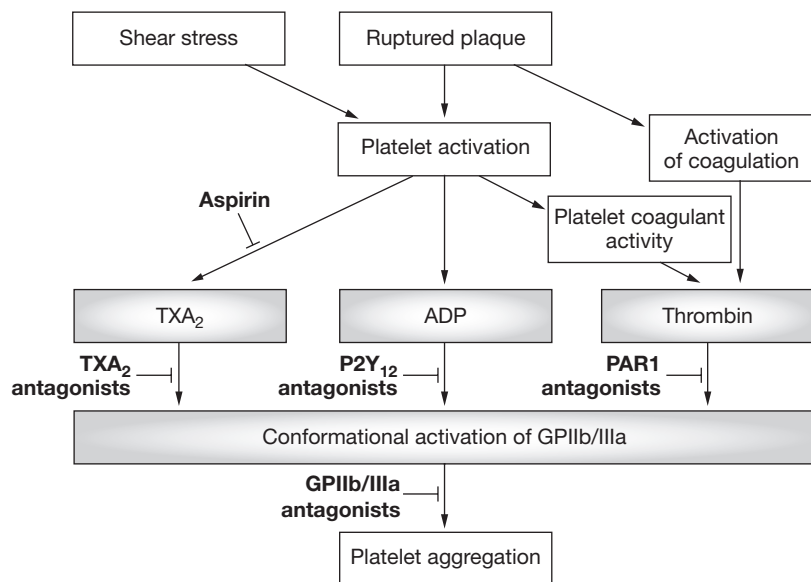 Shear stress
Ruptured plaque
Platelet activation
Activation
of coagulation
Aspirin
Platelet coagulant
activity
TXA₂
ADP
Thrombin
TXA₂
antagonists
P2Y₁₂
antagonists
PAR1
antagonists
Conformational activation of GPIIb/IIIa
GPIIb/IIIa
antagonists
Platelet aggregation